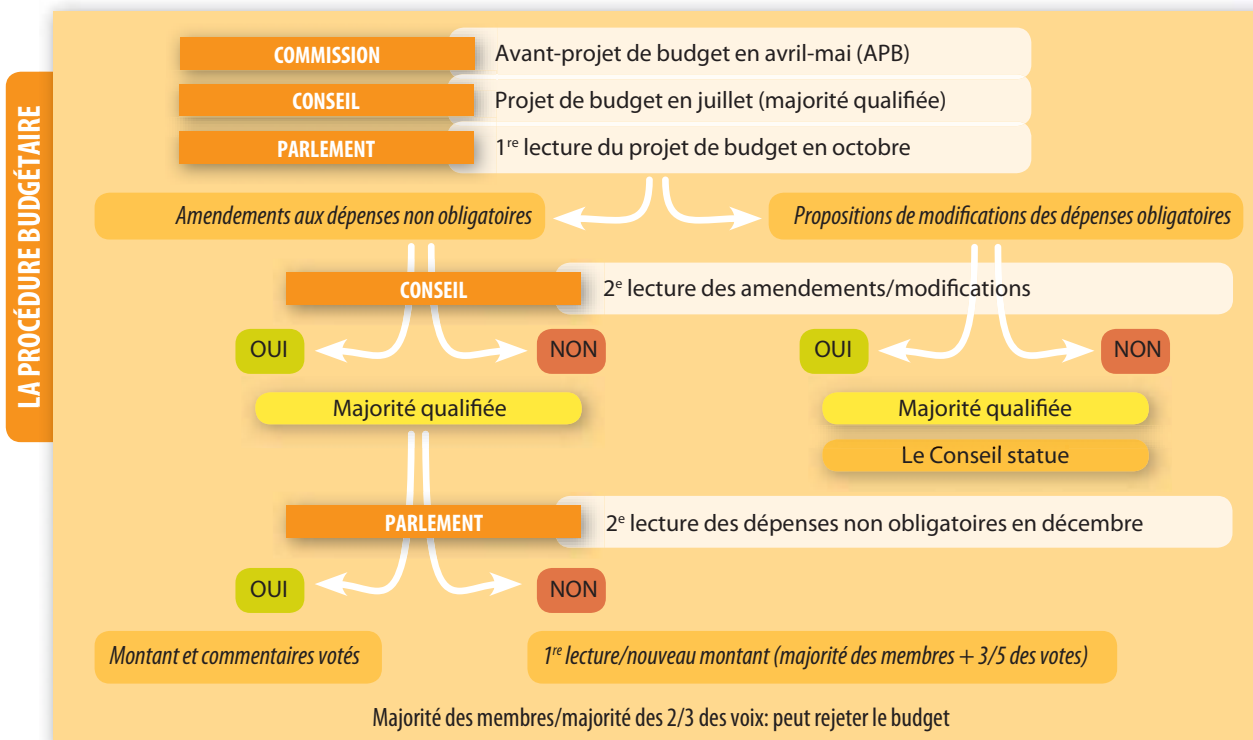 LA PROCÉDURE BUDGÉTAIRE
COMMISSION Avant-projet de budget en avril-mai (APB)
CONSEIL Projet de budget en juillet (majorité qualifiée)
PARLEMENT 1re lecture du projet de budget en octobre
Amendements aux dépenses non obligatoires Propositions de modifications des dépenses obligatoires
CONSEIL 2e lecture des amendements/modifications
OUI NON OUI NON
Majorité qualifiée Majorité qualifiée
Le Conseil statue
PARLEMENT 2e lecture des dépenses non obligatoires en décembre
OUI NON
Montant et commentaires votés 1re lecture/nouveau montant (majorité des membres + 3/5 des votes)
Majorité des membres/majorité des 2/3 des voix: peut rejeter le budget